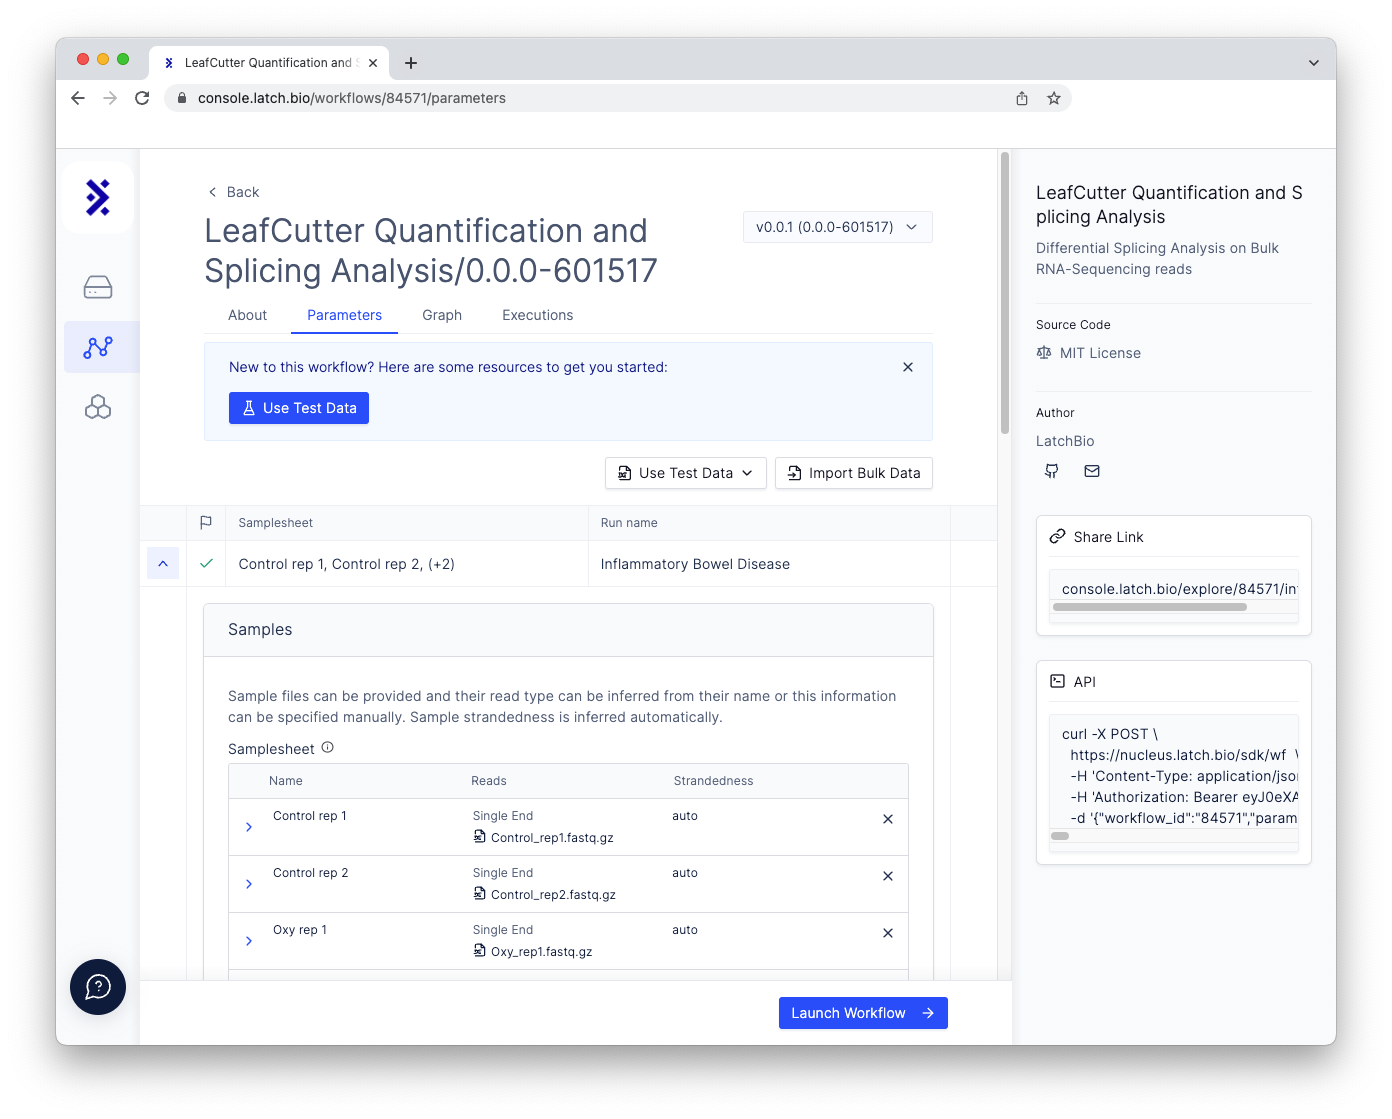 LeafCutter Quantification and
console.latch.bio/workflows/84571/parameters
Back
LeafCutter Quantification and
Splicing Analysis/0.0.0-601517
v0.0.1 (0.0.0-601517)
About
Parameters
Graph
Executions
New to this workflow? Here are some resources to get you started:
Use Test Data
Use Test Data
Import Bulk Data
Samplesheet
Run name
Control rep 1, Control rep 2, (+2)
Inflammatory Bowel Disease
Samples
Sample files can be provided and their read type can be inferred from their name or this information
can be specified manually. Sample strandedness is inferred automatically.
Samplesheet
Name
Reads
Strandedness
Control rep 1
Single End
auto
Control_rep1.fastq.gz
Control rep 2
Single End
auto
Control_rep2.fastq.gz
Oxy rep 1
Single End
auto
Oxy_rep1.fastq.gz
Launch Workflow
LeafCutter Quantification and S
plicing Analysis
Differential Splicing Analysis on Bulk
RNA-Sequencing reads
Source Code
MIT License
Author
LatchBio
Share Link
console.latch.bio/explore/84571/in
API
curl -X POST \
https://nucleus.latch.bio/sdk/wf \
-H 'Content-Type: application/json
-H 'Authorization: Bearer eyJ0eXA
-d '{"workflow_id":"84571","param